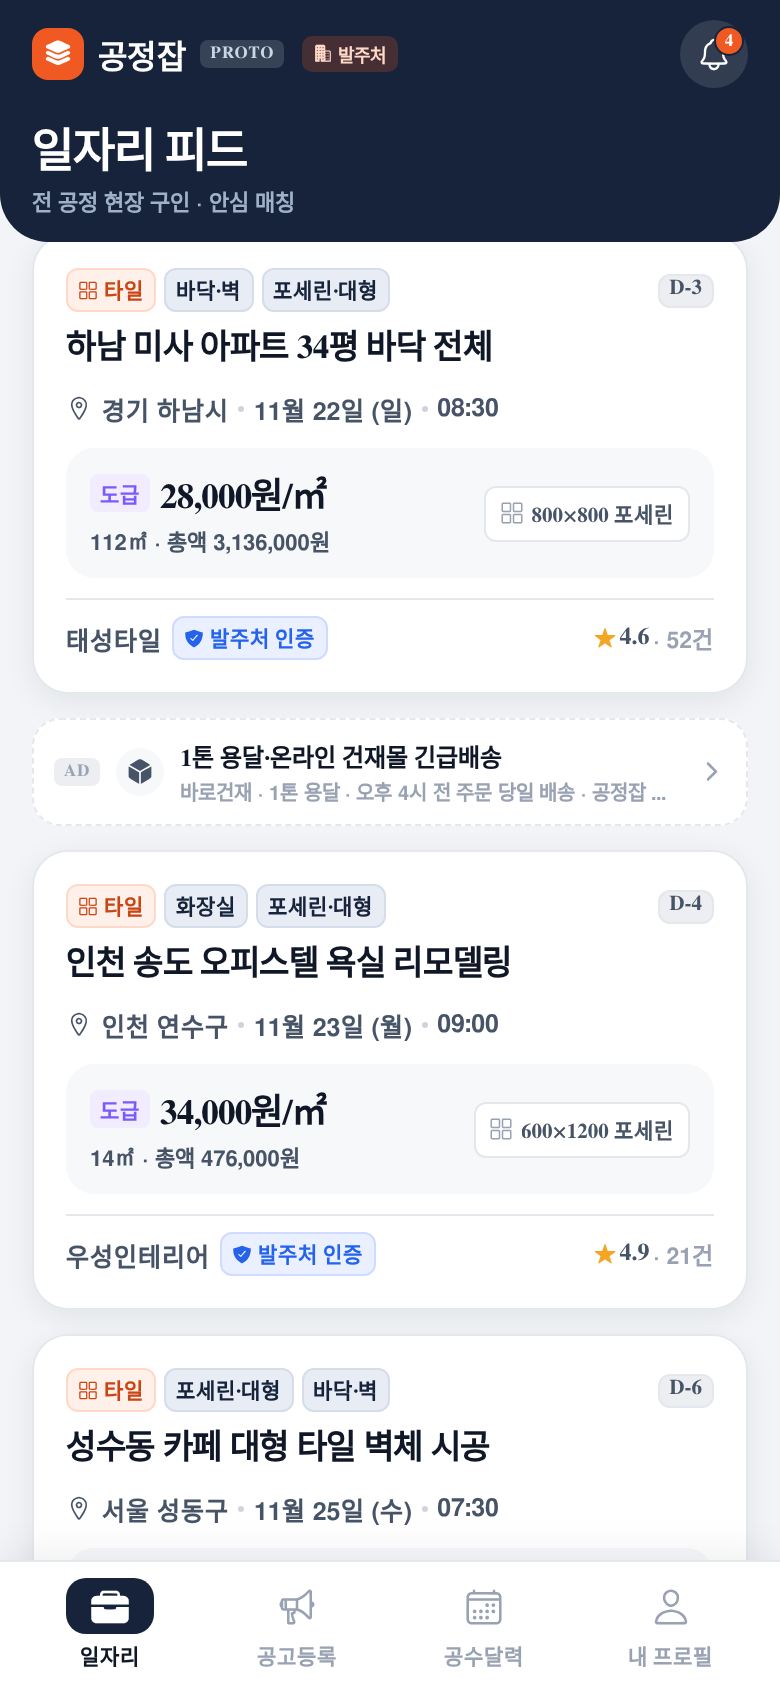 공정잡 PROTO 발주처 4
일자리 피드
전 공정 현장 구인 · 안심 매칭
타일 바닥·벽 포세린·대형 D-3
하남 미사 아파트 34평 바닥 전체
경기 하남시 • 11월 22일 (일) • 08:30
도급 28,000원/㎡
800×800 포세린
112㎡ · 총액 3,136,000원
태성타일 발주처 인증 ★4.6 · 52건
AD
1톤 용달·온라인 건재몰 긴급배송
바로건재 · 1톤 용달 · 오후 4시 전 주문 당일 배송 · 공정잡 ...
타일 화장실 포세린·대형 D-4
인천 송도 오피스텔 욕실 리모델링
인천 연수구 • 11월 23일 (월) • 09:00
도급 34,000원/㎡
600×1200 포세린
14㎡ · 총액 476,000원
우성인테리어 발주처 인증 ★4.9 · 21건
타일 포세린·대형 바닥·벽 D-6
성수동 카페 대형 타일 벽체 시공
서울 성동구 • 11월 25일 (수) • 07:30
일자리 공고등록 공수달력 내 프로필